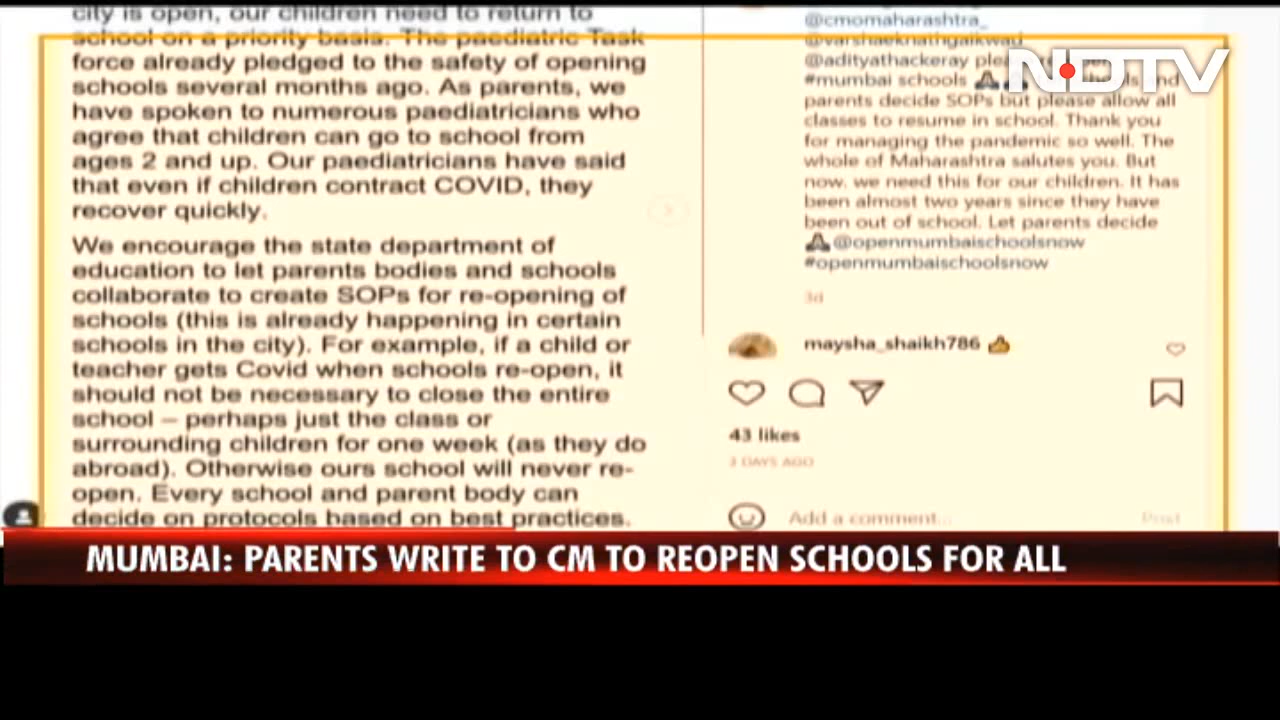 city is open, our children need to return to
school on a priority basis. The paediatric Task
force already pledged to the safety of opening
schools several months ago. As parents, we
have spoken to numerous paediatricians who
agree that children can go to school from
ages 2 and up. Our paediatricians have said
that even if children contract COVID, they
recover quickly.
We encourage the state department of
education to let parents bodies and schools
collaborate to create SOPs for re-opening of
schools (this is already happening in certain
schools in the city). For example, if a child or
teacher gets Covid when schools re-open, it
should not be necessary to close the entire
school – perhaps just the class or
surrounding children for one week (as they do
abroad). Otherwise ours school will never re-
open. Every school and parent body can
decide on protocols based on best practices.
@cmomaharashtra_
@varshaeknathgaikwad
@adityathackeray
#mumbai schools 🙏 and
parents decide SOPs but please allow all
classes to resume in school. Thank you
for managing the pandemic so well. The
whole of Maharashtra salutes you. But
now. we need this for our children. It has
been almost two years since they have
been out of school. Let parents decide
🙏@openmumbaischoolsnow
#openmumbaischoolsnow
3d
maysha_shaikh786 👍
43 likes
3 DAYS AGO
Add a comment...
Post
NDTV
MUMBAI: PARENTS WRITE TO CM TO REOPEN SCHOOLS FOR ALL